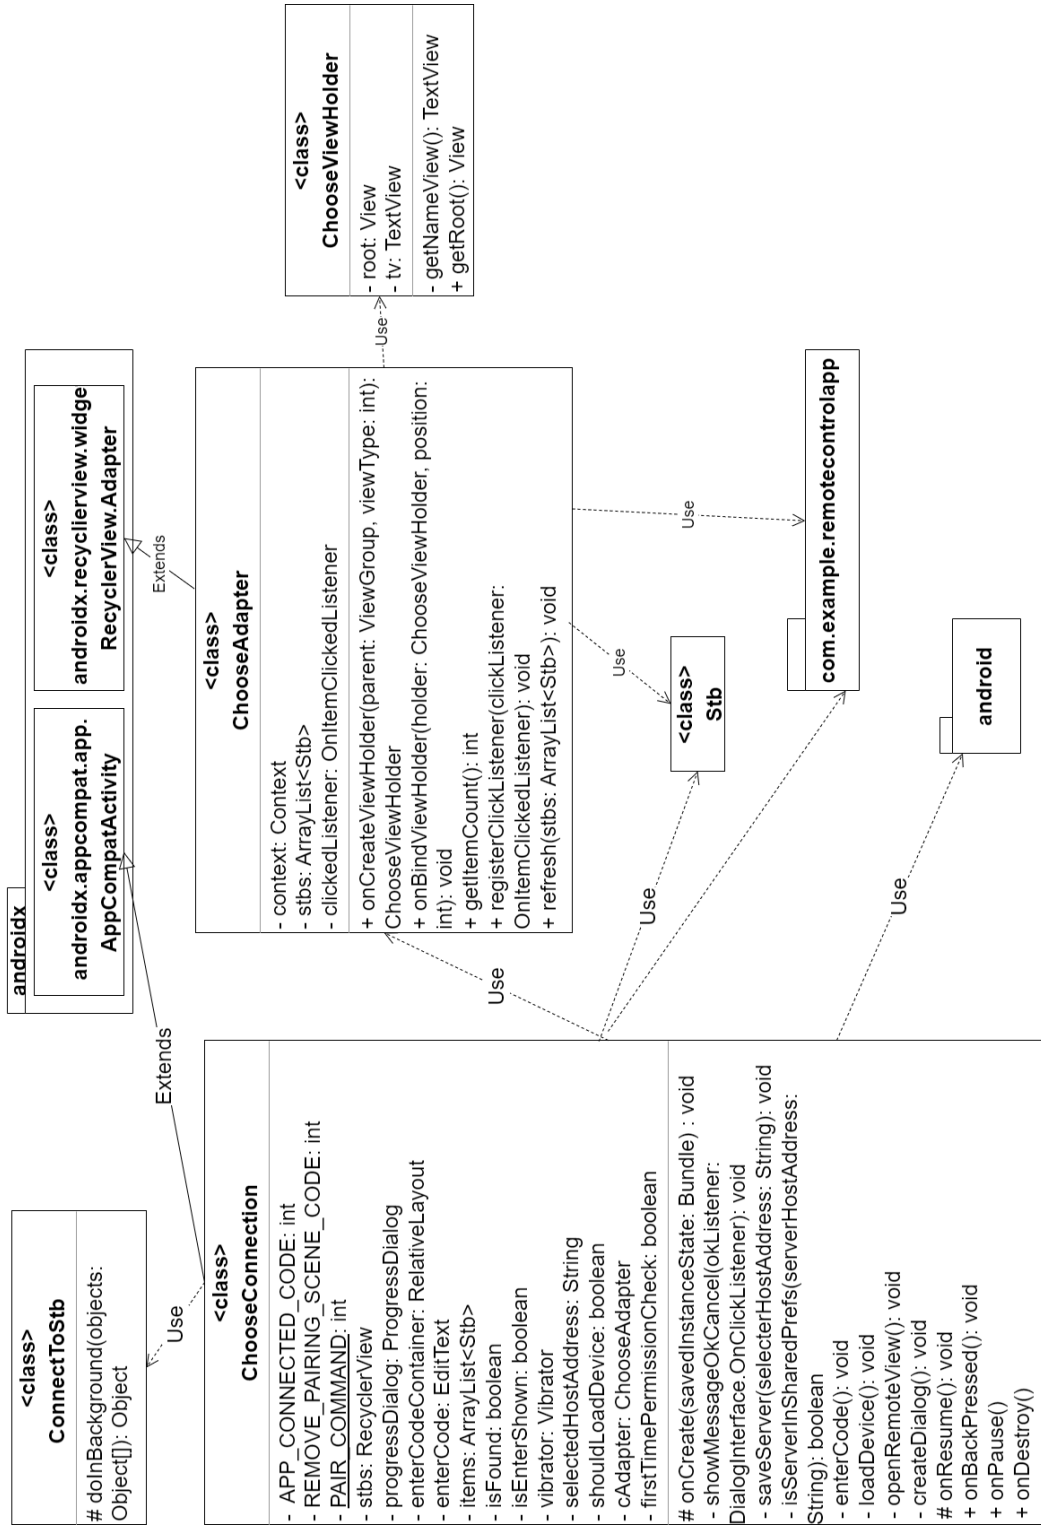 <class>
ConnectToStb
# doInBackground(objects:
Object[]): Object
Use
androidx
<class>
androidx.appcompat.app.
AppCompatActivity
<class>
androidx.recyclierview.widge
RecyclerView.Adapter
Extends
Extends
<class>
ChooseConnection
- APP_CONNECTED_CODE: int
- REMOVE_PAIRING_SCENE_CODE: int
- PAIR_COMMAND: int
- stbs: RecyclerView
- progressDialog: ProgressDialog
- enterCodeContainer: RelativeLayout
- enterCode: EditText
- items: ArrayList<Stb>
- isFound: boolean
- isEnterShown: boolean
- vibrator: Vibrator
- selectedHostAddress: String
- shouldLoadDevice: boolean
- cAdapter: ChooseAdapter
- firstTimePermissionCheck: boolean
# onCreate(savedInstanceState: Bundle) : void
- showMessageOkCancel(okListener:
DialogInterface.OnClickListener): void
- saveServer(selecterHostAddress: String): void
- isServerInSharedPrefs(serverHostAddress:
String): boolean
- enterCode(): void
- loadDevice(): void
- openRemoteView(): void
- createDialog(): void
# onResume(): void
+ onBackPressed(): void
+ onPause()
+ onDestroy()
Use
<class>
ChooseAdapter
- context: Context
- stbs: ArrayList<Stb>
- clickedListener: OnItemClickedListener
+ onCreateViewHolder(parent: ViewGroup, viewType: int):
ChooseViewHolder
+ onBindViewHolder(holder: ChooseViewHolder, position:
int): void
+ getItemCount(): int
+ registerClickListener(clickListener:
OnItemClickedListener): void
+ refresh(stbs: ArrayList<Stb>): void
Use
<class>
ChooseViewHolder
- root: View
- tv: TextView
- getNameView(): TextView
+ getRoot(): View
Use
Use
Use
<class>
Stb
com.example.remotecontrolapp
Use
android